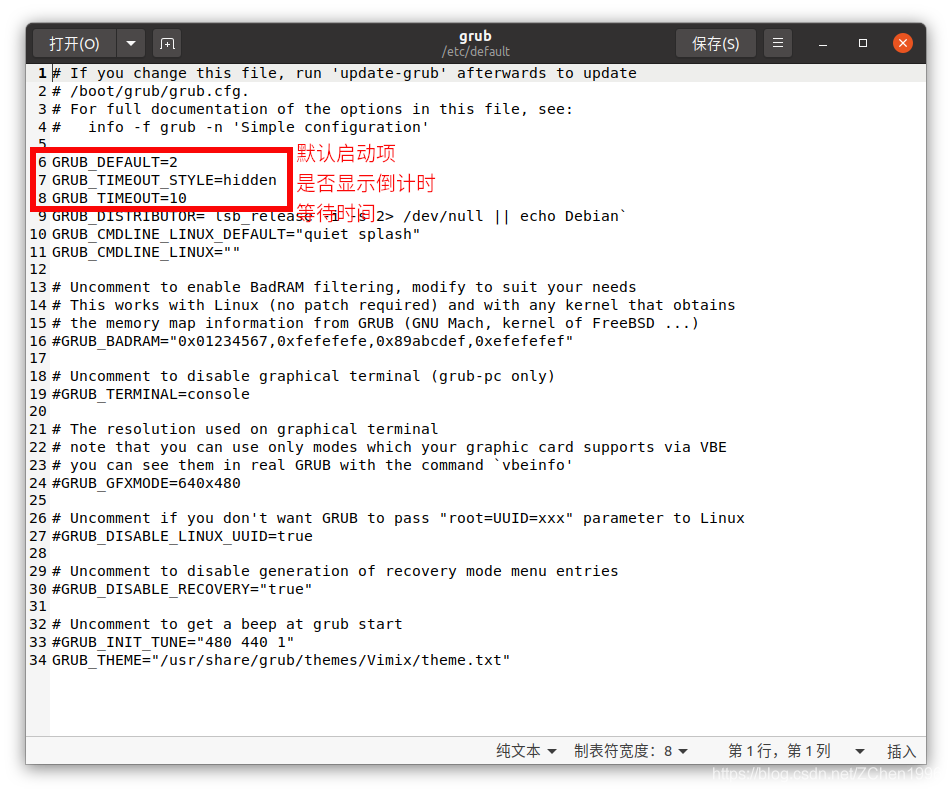 打开(O)
grub
/etc/default
保存(S)
1 # If you change this file, run 'update-grub' afterwards to update
2 # /boot/grub/grub.cfg.
3 # For full documentation of the options in this file, see:
4 #   info -f grub -n 'Simple configuration'
5
6 GRUB_DEFAULT=2 默认启动项
7 GRUB_TIMEOUT_STYLE=hidden 是否显示倒计时
8 GRUB_TIMEOUT=10 等待时间
9 GRUB_DISTRIBUTOR= lsb_release -i -s 2> /dev/null || echo Debian`
10 GRUB_CMDLINE_LINUX_DEFAULT="quiet splash"
11 GRUB_CMDLINE_LINUX=""
12
13 # Uncomment to enable BadRAM filtering, modify to suit your needs
14 # This works with Linux (no patch required) and with any kernel that obtains
15 # the memory map information from GRUB (GNU Mach, kernel of FreeBSD ...)
16 #GRUB_BADRAM="0x01234567,0xfefefefe,0x89abcdef,0xefefefef"
17
18 # Uncomment to disable graphical terminal (grub-pc only)
19 #GRUB_TERMINAL=console
20
21 # The resolution used on graphical terminal
22 # note that you can use only modes which your graphic card supports via VBE
23 # you can see them in real GRUB with the command `vbeinfo'
24 #GRUB_GFXMODE=640x480
25
26 # Uncomment if you don't want GRUB to pass "root=UUID=xxx" parameter to Linux
27 #GRUB_DISABLE_LINUX_UUID=true
28
29 # Uncomment to disable generation of recovery mode menu entries
30 #GRUB_DISABLE_RECOVERY="true"
31
32 # Uncomment to get a beep at grub start
33 #GRUB_INIT_TUNE="480 440 1"
34 GRUB_THEME="/usr/share/grub/themes/Vimix/theme.txt"
纯文本 制表符宽度：8 第 1 行，第 1 列 插入